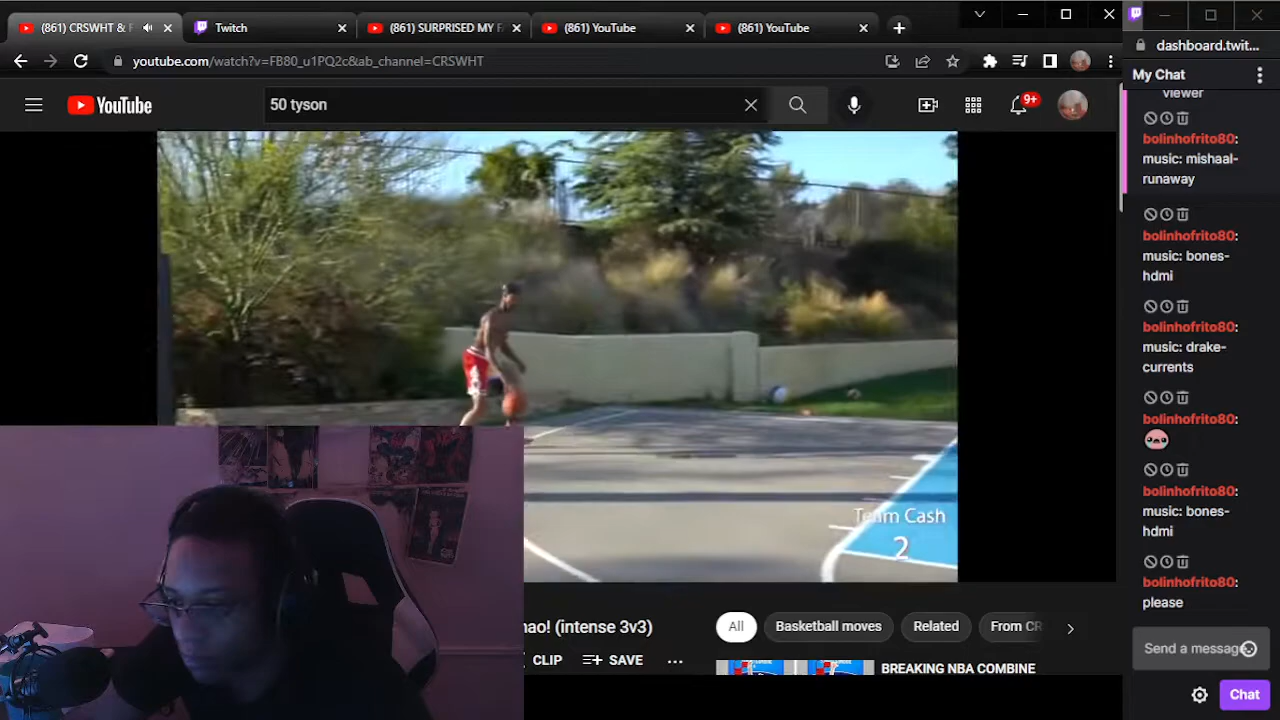 (861) CRSWHT & F
Twitch
(861) SURPRISED MY F
(861) YouTube
(861) YouTube
youtube.com/watch?v=FB80_u1PQ2c&ab_channel=CRSWHT
dashboard.twit...
YouTube
50 tyson
9+
My Chat
viewer
bolinhofrito80:
music: mishaal-
runaway
bolinhofrito80:
music: bones-
hdmi
bolinhofrito80:
music: drake-
currents
bolinhofrito80:
bolinhofrito80:
music: bones-
hdmi
bolinhofrito80:
please
Send a message
Chat
Team Cash
2
nao! (intense 3v3)
CLIP
SAVE
All
Basketball moves
Related
From CR
BREAKING NBA COMBINE